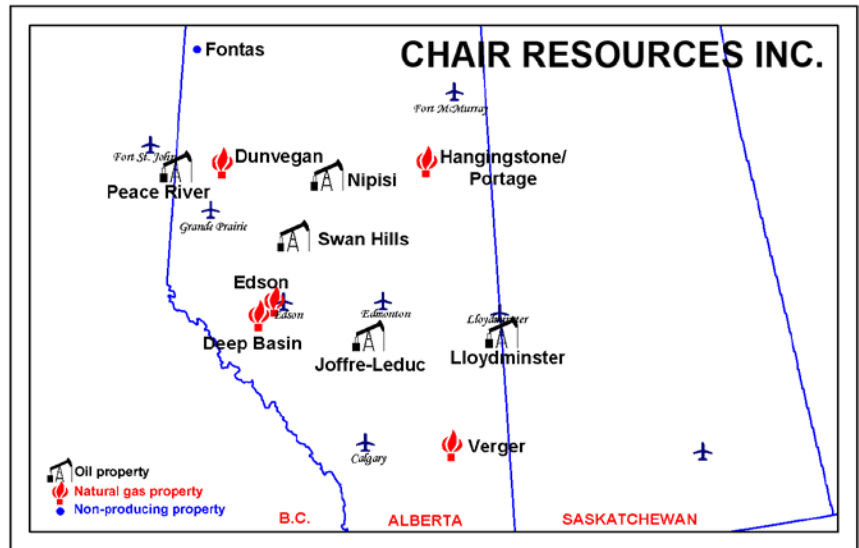 Fontas
CHAIR RESOURCES INC.
Fort McMurray
Fort St. John
Dunvegan
Hangingstone/
Portage
Peace River
Nipisi
Grande Prairie
Swan Hills
Edson
Edson
Edmonton
Lloydminster
Deep Basin
Joffre-Leduc
Lloydminster
Verger
Calgary
Oil property
Natural gas property
Non-producing property
B.C.
ALBERTA
SASKATCHEWAN